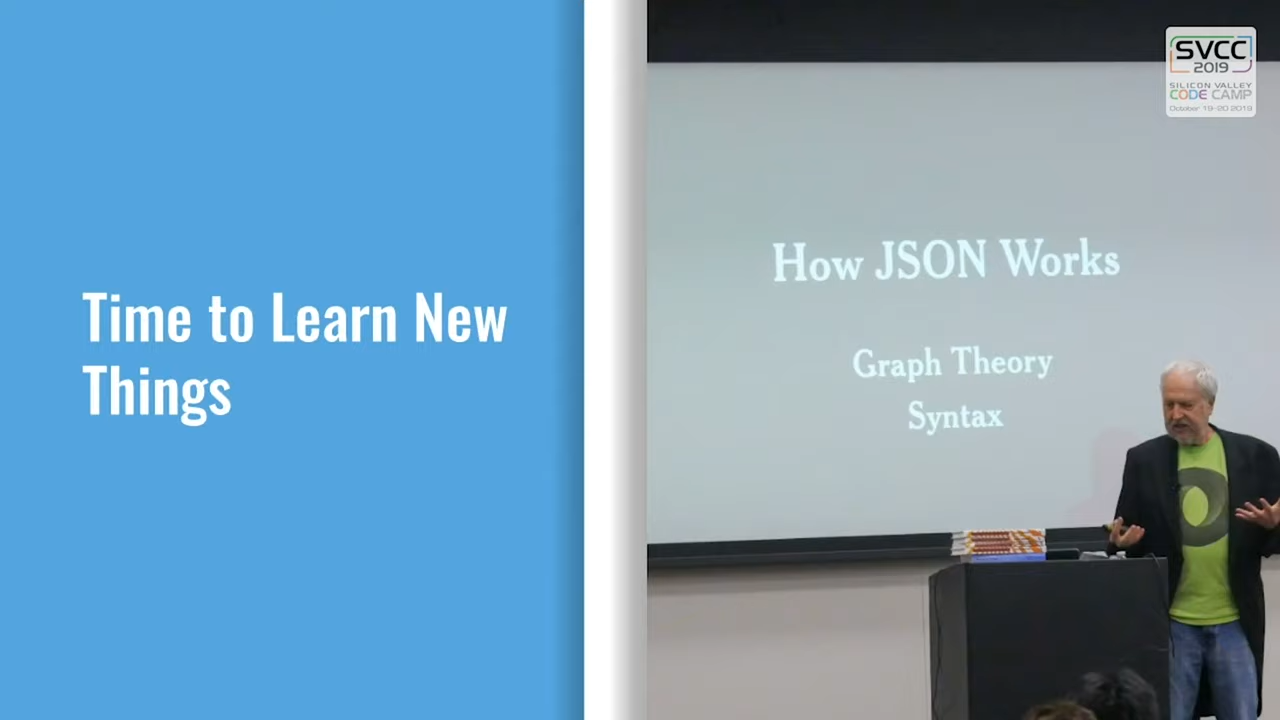 Time to Learn New
Things
SVCC
2019
SILICON VALLEY
CODE CAMP
October 19-20 2019
How JSON Works
Graph Theory
Syntax